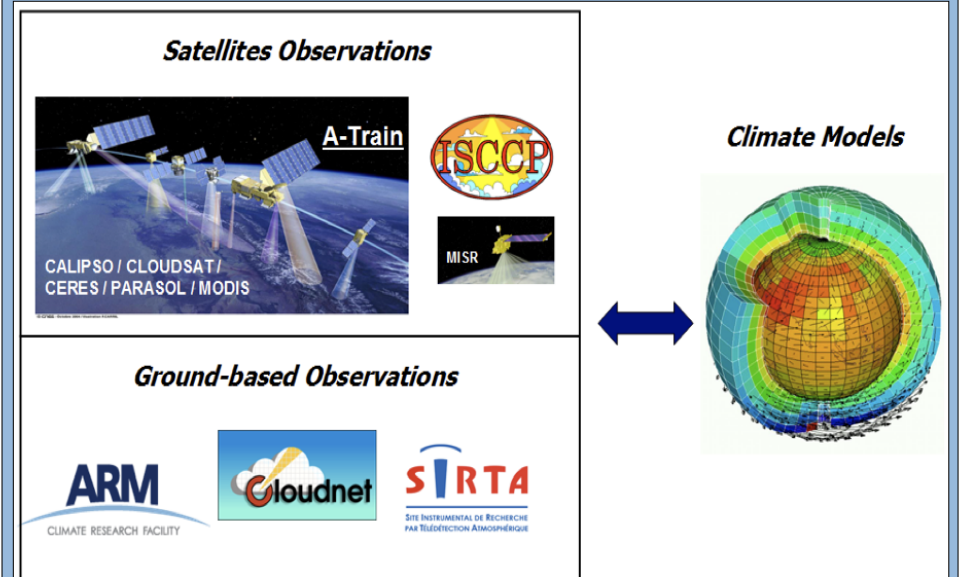 Satellites Observations
A-Train
ISCCP
MISR
CALIPSO / CLOUDSAT /
CERES / PARASOL / MODIS
Climate Models
Ground-based Observations
ARM
CLIMATE RESEARCH FACILITY
Cloudnet
SIRTA
SITE INSTRUMENTAL DE RECHERCHE
PAR TÉLÉDÉTECTION ATMOSPHÉRIQUE